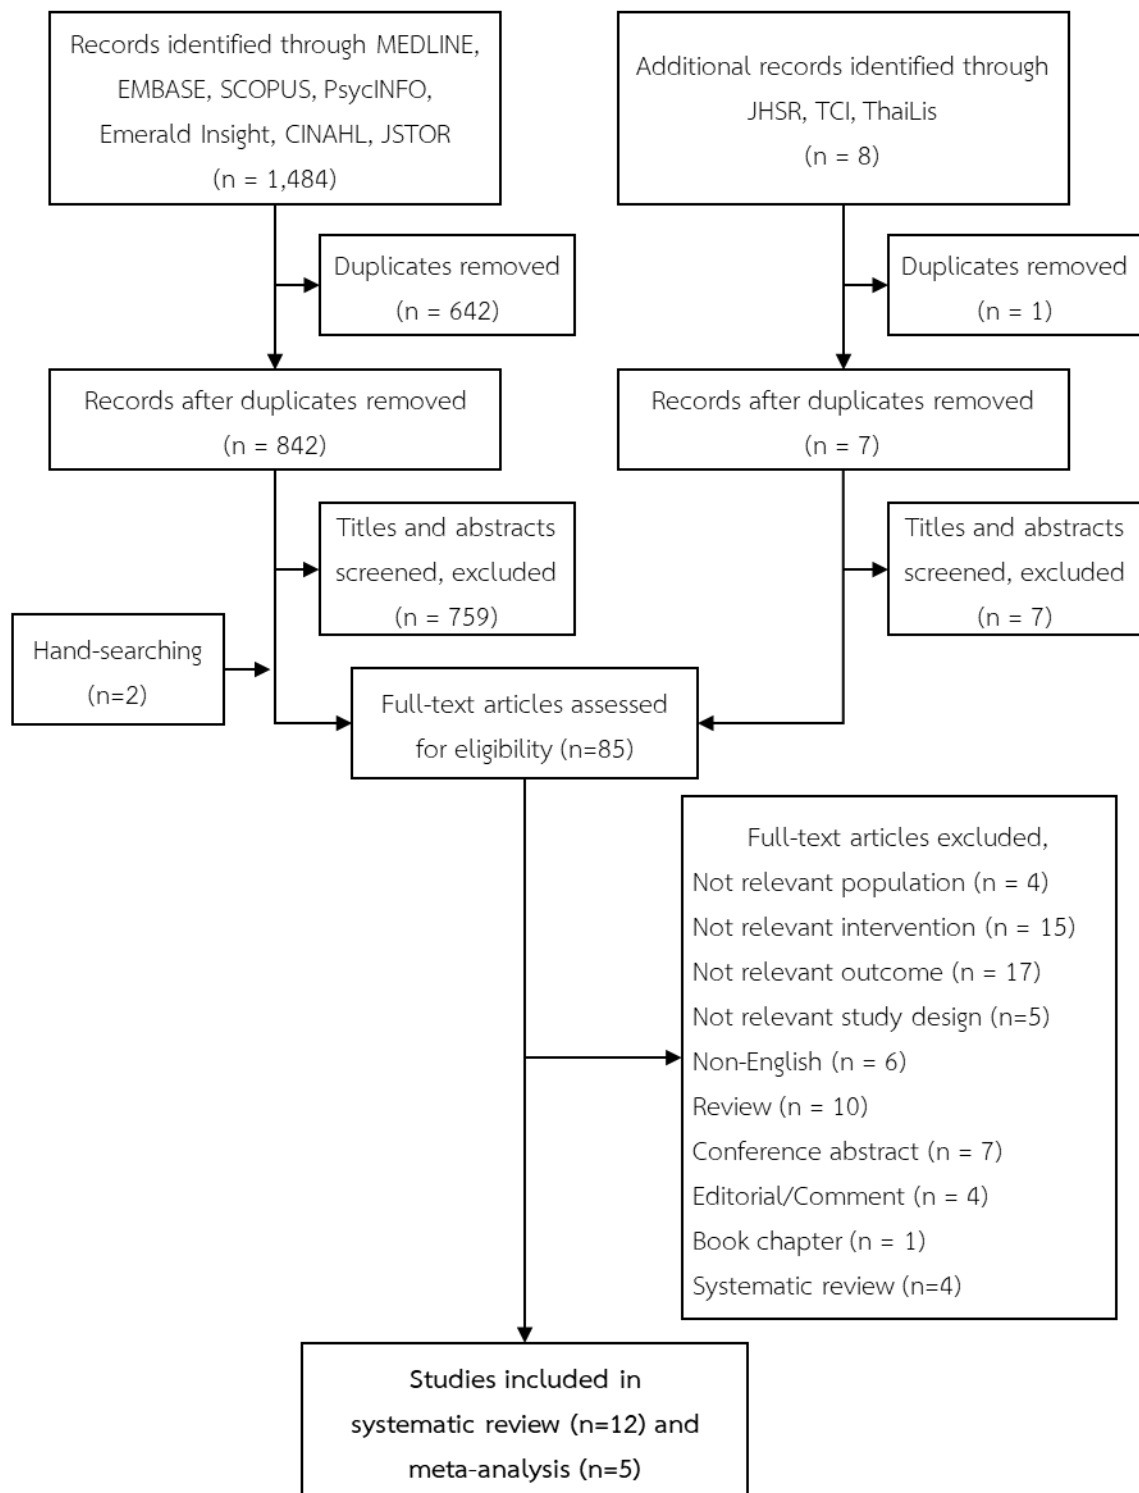 Records identified through MEDLINE,
EMBASE, SCOPUS, PsycINFO,
Emerald Insight, CINAHL, JSTOR
(n = 1,484)
Additional records identified through
JHSR, TCI, ThaiLis
(n = 8)
Duplicates removed
(n = 642)
Duplicates removed
(n = 1)
Records after duplicates removed
(n = 842)
Records after duplicates removed
(n = 7)
Titles and abstracts
screened, excluded
(n = 759)
Titles and abstracts
screened, excluded
(n = 7)
Hand-searching
(n=2)
Full-text articles assessed
for eligibility (n=85)
Full-text articles excluded,
Not relevant population (n = 4)
Not relevant intervention (n = 15)
Not relevant outcome (n = 17)
Not relevant study design (n=5)
Non-English (n = 6)
Review (n = 10)
Conference abstract (n = 7)
Editorial/Comment (n = 4)
Book chapter (n = 1)
Systematic review (n=4)
Studies included in
systematic review (n=12) and
meta-analysis (n=5)